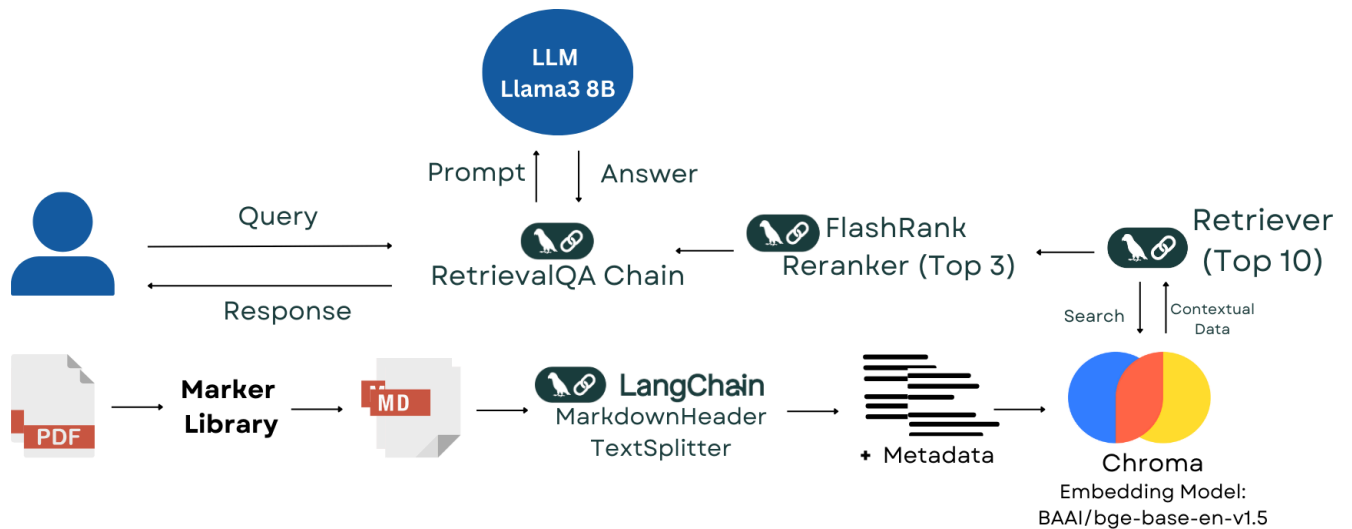 LLM
Llama3 8B
Prompt
Answer
Query
Response
RetrievalQA Chain
FlashRank
Reranker (Top 3)
Retriever
(Top 10)
Search
Contextual
Data
PDF
Marker
Library
MD
LangChain
MarkdownHeader
TextSplitter
+ Metadata
Chroma
Embedding Model:
BAAI/bge-base-en-v1.5